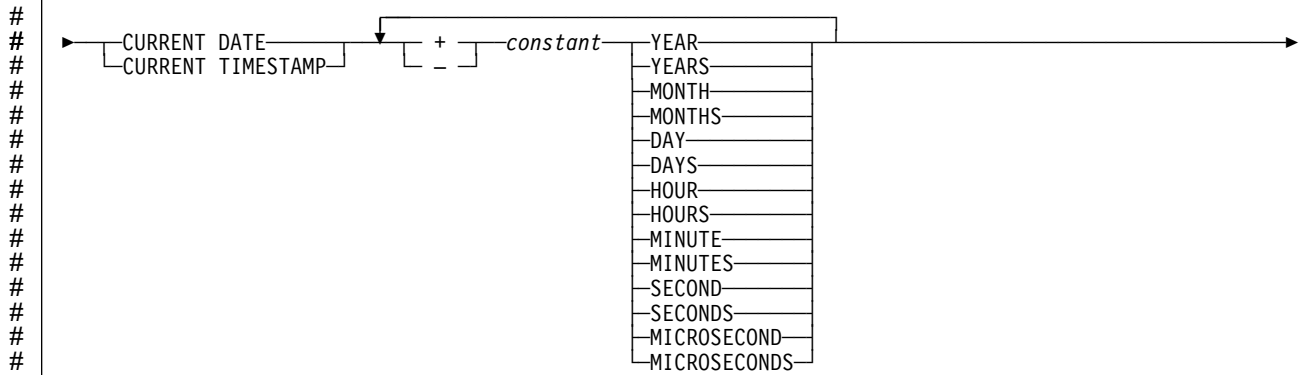 #
# CURRENT DATE + constant YEAR
# CURRENT TIMESTAMP − YEARS
# MONTH
# MONTHS
# DAY
# DAYS
# HOUR
# HOURS
# MINUTE
# MINUTES
# SECOND
# SECONDS
# MICROSECOND
# MICROSECONDS